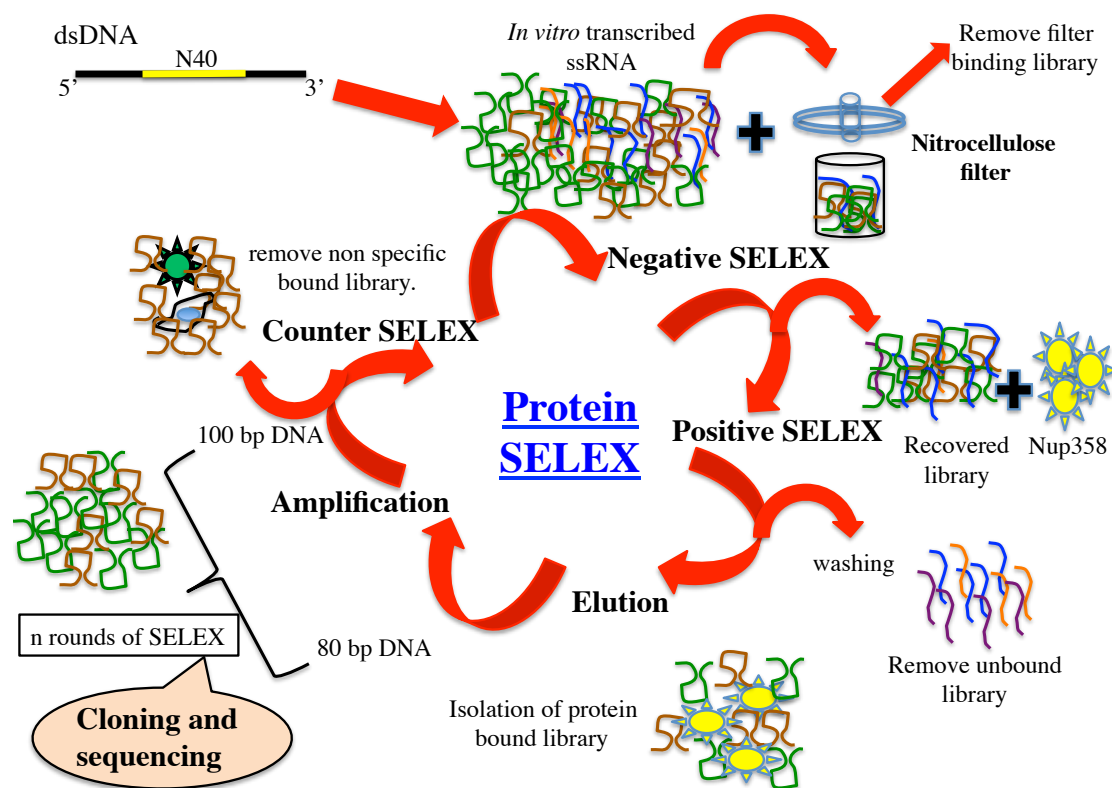 dsDNA
N40
5’
3’
In vitro transcribed
ssRNA
Remove filter
binding library
Nitrocellulose
filter
Negative SELEX
remove non specific
bound library.
Counter SELEX
Protein
SELEX
Positive SELEX
Recovered
library
Nup358
100 bp DNA
Amplification
washing
Elution
n rounds of SELEX
80 bp DNA
Remove unbound
library
Isolation of protein
bound library
Cloning and
sequencing